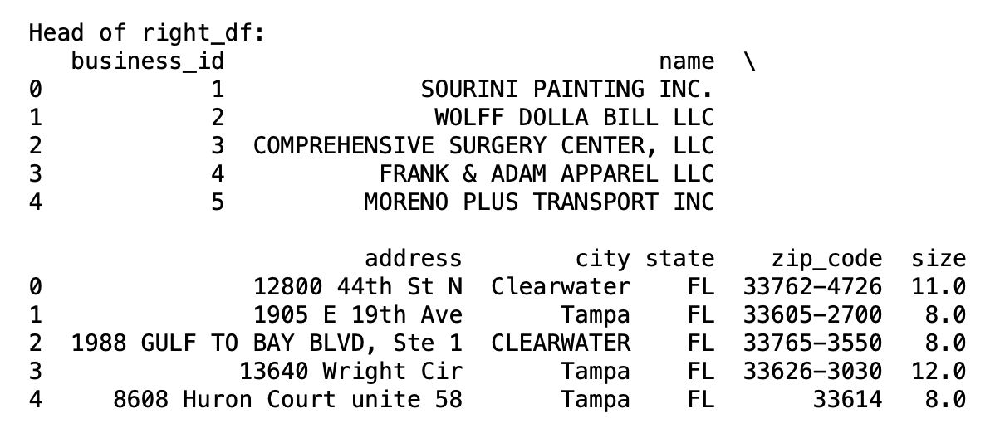 Head of right_df:
business_id name \
0 1 SOURINI PAINTING INC.
1 2 WOLFF DOLLA BILL LLC
2 3 COMPREHENSIVE SURGERY CENTER, LLC
3 4 FRANK & ADAM APPAREL LLC
4 5 MORENO PLUS TRANSPORT INC
address city state zip_code size
0 12800 44th St N Clearwater FL 33762-4726 11.0
1 1905 E 19th Ave Tampa FL 33605-2700 8.0
2 1988 GULF TO BAY BLVD, Ste 1 CLEARWATER FL 33765-3550 8.0
3 13640 Wright Cir Tampa FL 33626-3030 12.0
4 8608 Huron Court unite 58 Tampa FL 33614 8.0